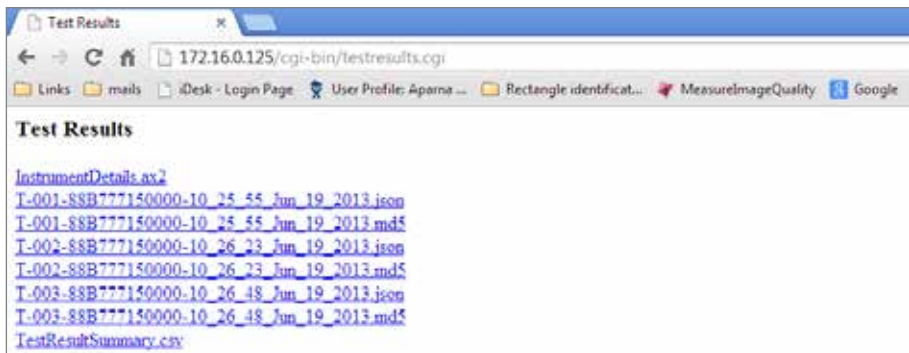 Test Results
172.16.0.125/cgi-bin/testresults.cgi
Links mails iDesk - Login Page User Profile: Aparna ... Rectangle identificat... MeasureImageQuality Google
Test Results
InstrumentDetails.ax2
T-001-88B777150000-10_25_55_Jun_19_2013.json
T-001-88B777150000-10_25_55_Jun_19_2013.md5
T-002-88B777150000-10_26_23_Jun_19_2013.json
T-002-88B777150000-10_26_23_Jun_19_2013.md5
T-003-88B777150000-10_26_48_Jun_19_2013.json
T-003-88B777150000-10_26_48_Jun_19_2013.md5
TestResultSummary.csv